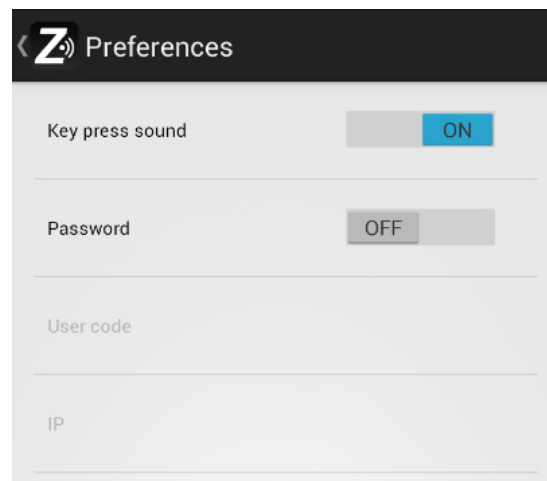 Z Preferences
Key press sound ON
Password OFF
User code
IP